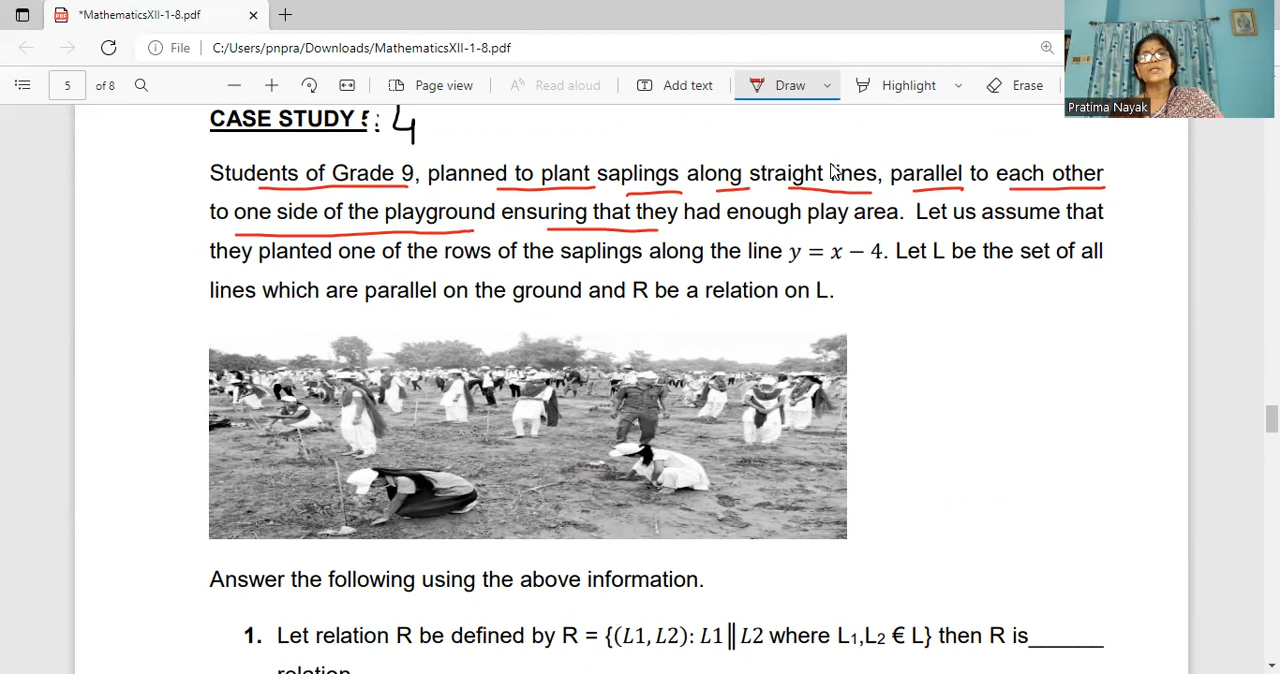 *MathematicsXII-1-8.pdf
File C:/Users/pnpra/Downloads/MathematicsXII-1-8.pdf
5 of 8 Page view Read aloud Add text Draw Highlight Erase
Pratima Nayak
CASE STUDY : 4
Students of Grade 9, planned to plant saplings along straight lines, parallel to each other
to one side of the playground ensuring that they had enough play area. Let us assume that
they planted one of the rows of the saplings along the line y = x − 4. Let L be the set of all
lines which are parallel on the ground and R be a relation on L.
Answer the following using the above information.
1. Let relation R be defined by R = {(L1, L2): L1∥L2 where L₁,L₂ € L} then R is______
relation